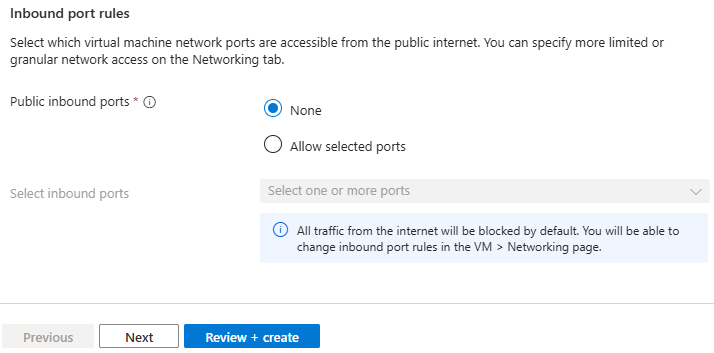 Inbound port rules
Select which virtual machine network ports are accessible from the public internet. You can specify more limited or
granular network access on the Networking tab.
Public inbound ports *
None
Allow selected ports
Select inbound ports
Select one or more ports
All traffic from the internet will be blocked by default. You will be able to
change inbound port rules in the VM > Networking page.
Previous
Next
Review + create